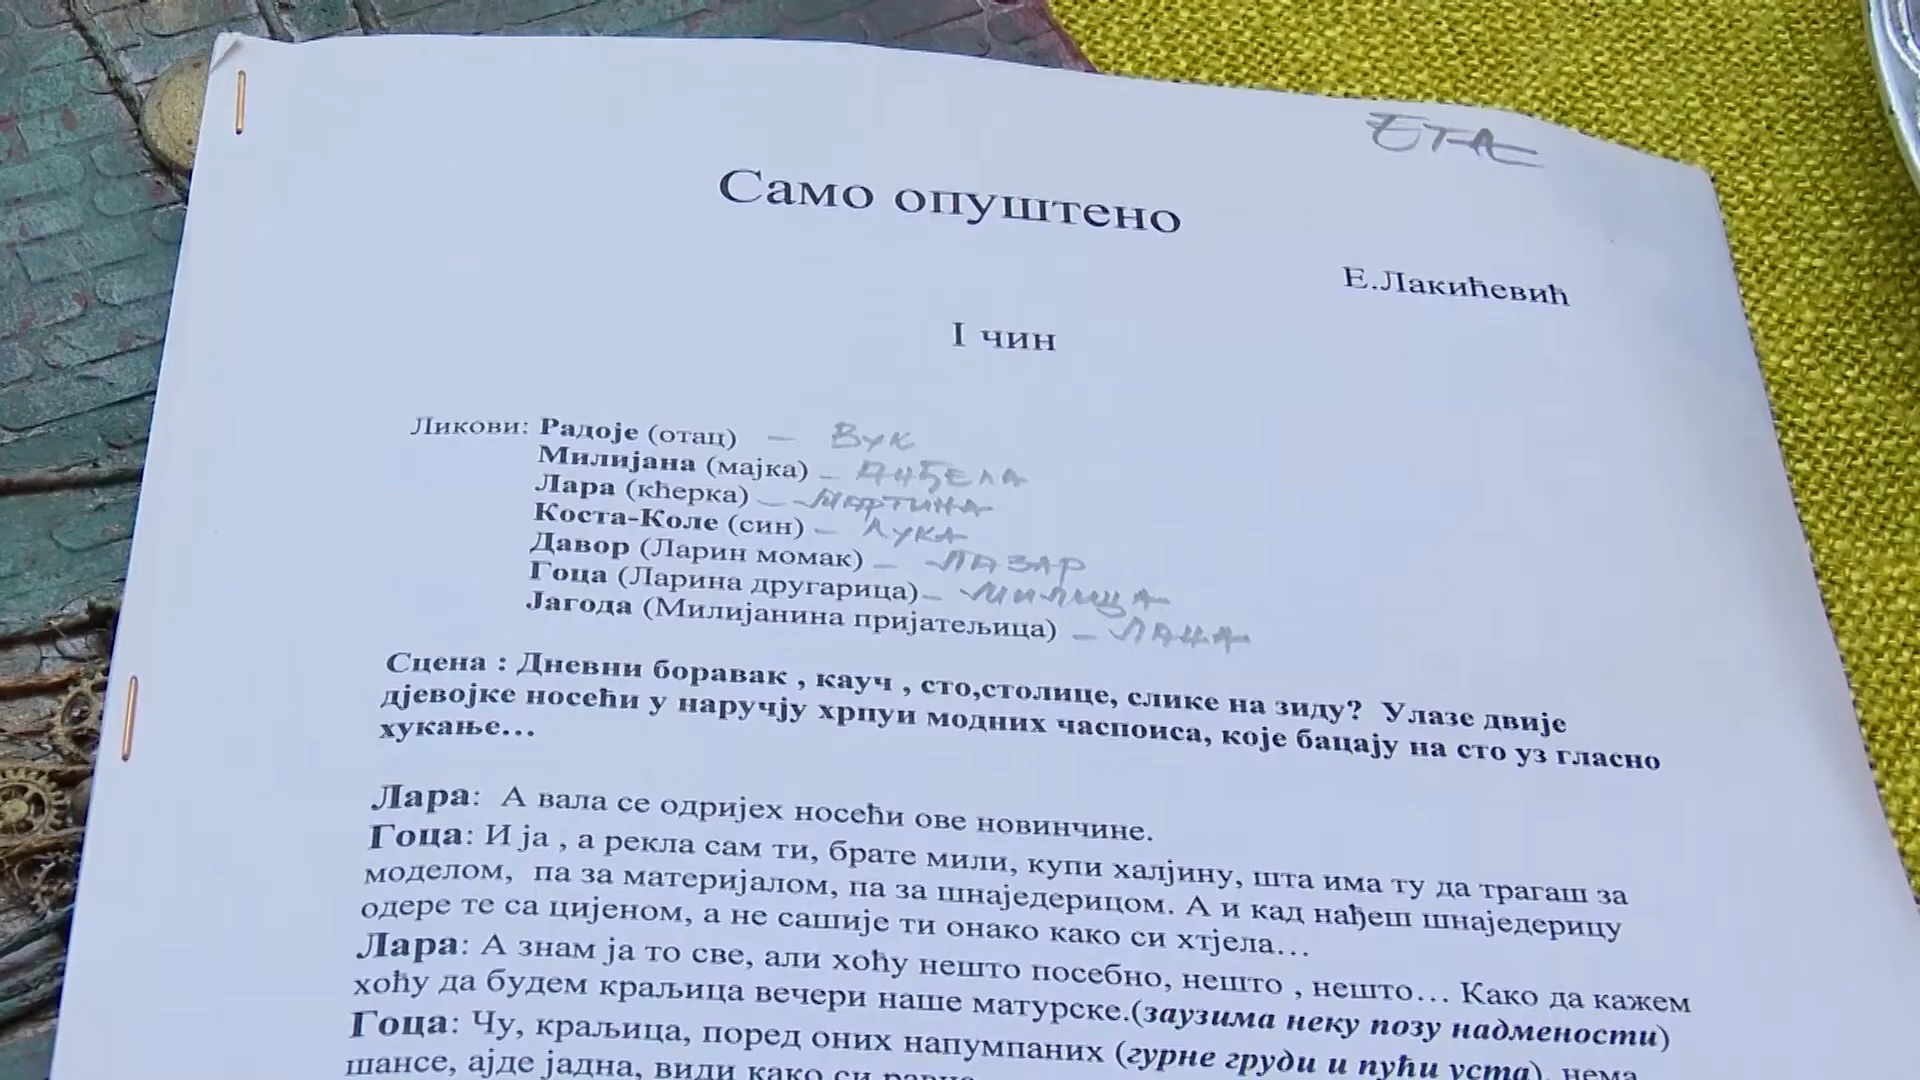 ЕТА
Само опуштено
Е.Лакићевић
I чин
Ликови: Радоје (отац) – Вук
Милијана (мајка) – АНЂЕЛА
Лара (кћерка) – МАРТИНА
Коста-Коле (син) – ЛУКА
Давор (Ларин момак) – ЛАЗАР
Гоца (Ларина другарица) – МИЛИЦА
Јагода (Милијанина пријатељица) – ЛАНА
Сцена : Дневни боравак , кауч , сто,столице, слике на зиду? Улазе двије
дјевојке носећи у наручју хрпуи модних часпоиса, које бацају на сто уз гласно
хукање...
Лара: А вала се одријех носећи ове новинчине.
Гоца: И ја , а рекла сам ти, брате мили, купи халјину, шта има ту да трагаш за
моделом, па за материјалом, па за шнаједерицом. А и кад нађеш шнаједерицу
одере те са цијеном, а не сашије ти онако како си хтјела...
Лара: А знам ја то све, али хоћу нешто посебно, нешто , нешто... Како да кажем
хоћу да будем краљица вечери наше матурске.(заузима неку позу надмености)
Гоца: Чу, краљица, поред оних напумпаних (гурне груди и пући уста), нема
шансе, ајде јадна, види како си